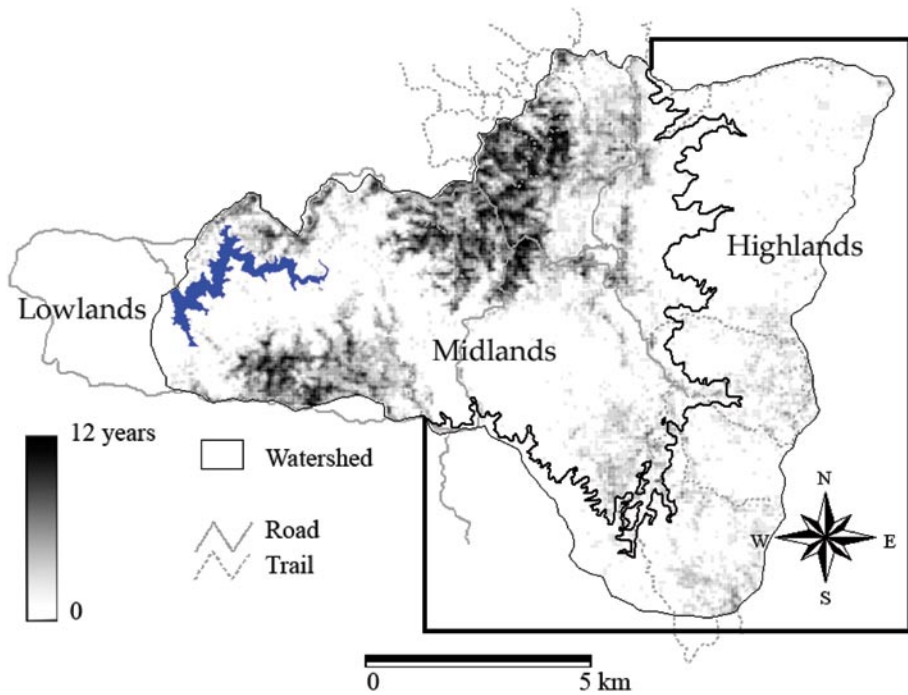 Highlands
Lowlands
Midlands
12 years
0
Watershed
Road
Trail
N
W
E
S
0
5 km